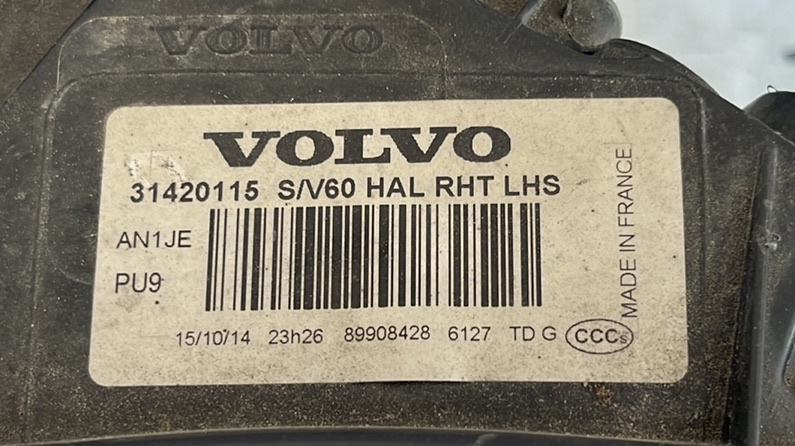 VOLVO
VOLVO
31420115 S/V60 HAL RHT LHS
AN1JE
PU9
15/10/14 23h26 89908428 6127 TD G CCCs
MADE IN FRANCE